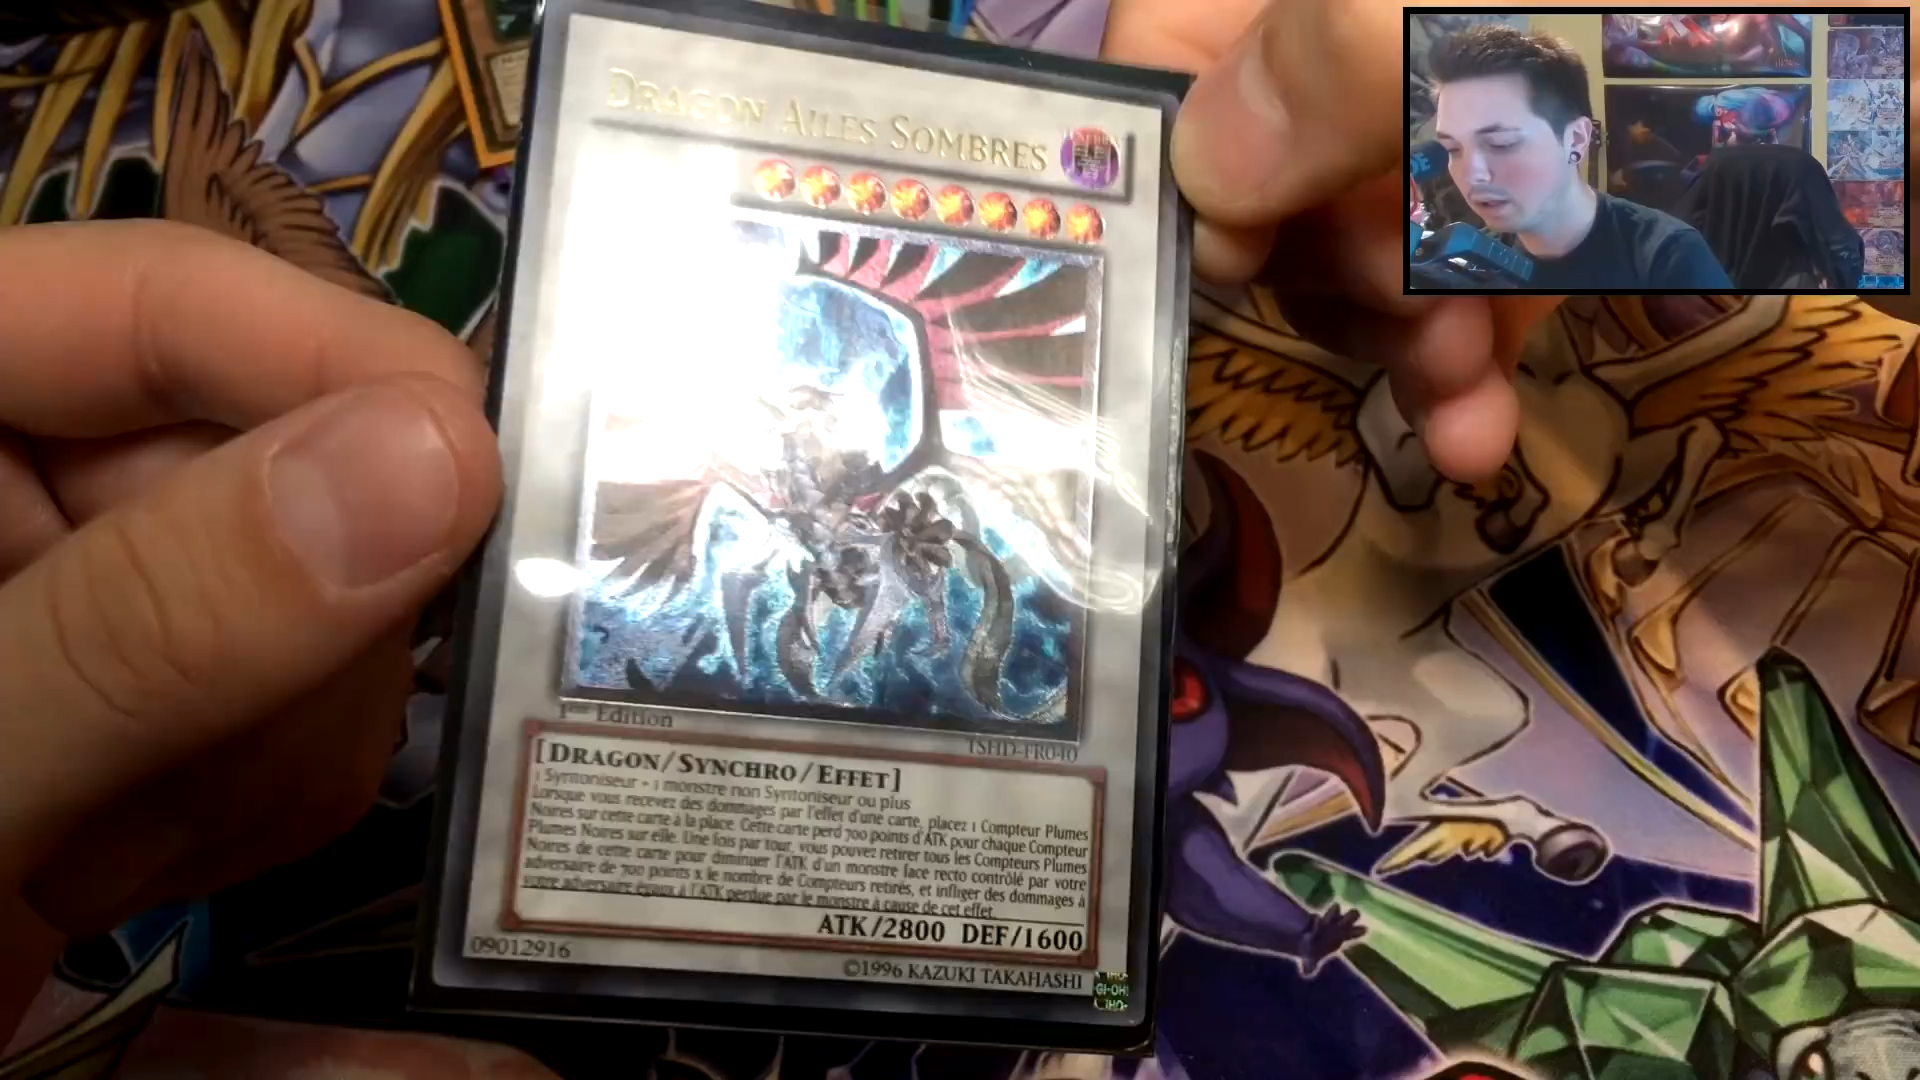 DRAGON AILES SOMBRES
1ère Edition
TSHD-FR040
[DRAGON/SYNCHRO/EFFET]
1 Syntoniseur + 1 monstre non Syntoniseur ou plus
Lorsque vous recevez des dommages par l'effet d'une carte, placez 1 Compteur Plumes
Noires sur cette carte à la place. Cette carte perd 700 points d'ATK pour chaque Compteur
Plumes Noires sur elle. Une fois par tour, vous pouvez retirer tous les Compteurs Plumes
Noires de cette carte pour diminuer l'ATK d'un monstre face recto contrôlé par votre
adversaire de 700 points x le nombre de Compteurs retirés, et infliger des dommages à
votre adversaire égaux à l'ATK perdue par le monstre à cause de cet effet.
ATK/2800 DEF/1600
09012916
©1996 KAZUKI TAKAHASHI
GI-OH!